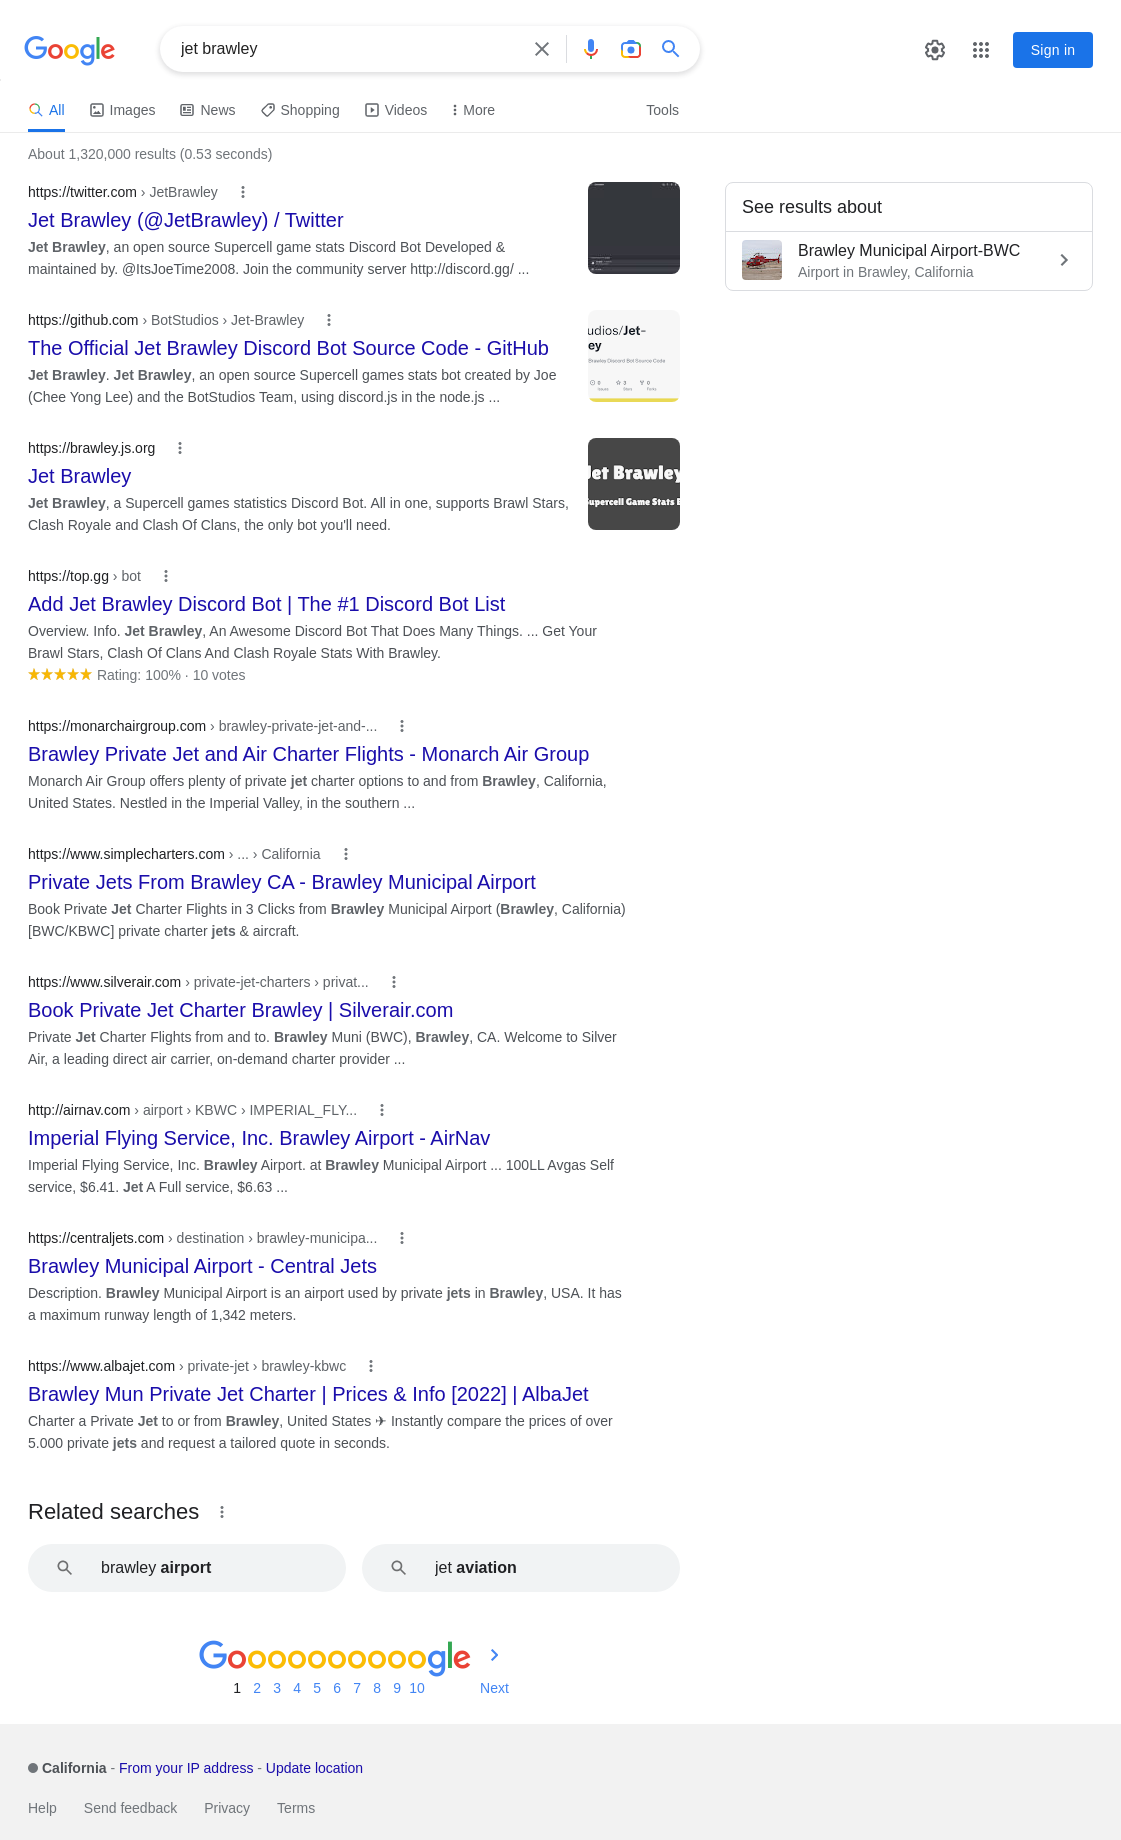 Google
jet brawley
Sign in
All
Images
News
Shopping
Videos
More
Tools
About 1,320,000 results (0.53 seconds)
https://twitter.com › JetBrawley
Jet Brawley (@JetBrawley) / Twitter
Jet Brawley, an open source Supercell game stats Discord Bot Developed &
maintained by. @ItsJoeTime2008. Join the community server http://discord.gg/ ...
See results about
Brawley Municipal Airport-BWC
Airport in Brawley, California
https://github.com › BotStudios › Jet-Brawley
The Official Jet Brawley Discord Bot Source Code - GitHub
Jet Brawley. Jet Brawley, an open source Supercell games stats bot created by Joe
(Chee Yong Lee) and the BotStudios Team, using discord.js in the node.js ...
udios/Jet-
ey
Brawley Discord Bot Source Code
0
3
0
Issues
Stars
Forks
https://brawley.js.org
Jet Brawley
Jet Brawley, a Supercell games statistics Discord Bot. All in one, supports Brawl Stars,
Clash Royale and Clash Of Clans, the only bot you'll need.
Jet Brawley
Supercell Game Stats B
https://top.gg › bot
Add Jet Brawley Discord Bot | The #1 Discord Bot List
Overview. Info. Jet Brawley, An Awesome Discord Bot That Does Many Things. ... Get Your
Brawl Stars, Clash Of Clans And Clash Royale Stats With Brawley.
Rating: 100% · 10 votes
https://monarchairgroup.com › brawley-private-jet-and-...
Brawley Private Jet and Air Charter Flights - Monarch Air Group
Monarch Air Group offers plenty of private jet charter options to and from Brawley, California,
United States. Nestled in the Imperial Valley, in the southern ...
https://www.simplecharters.com › ... › California
Private Jets From Brawley CA - Brawley Municipal Airport
Book Private Jet Charter Flights in 3 Clicks from Brawley Municipal Airport (Brawley, California)
[BWC/KBWC] private charter jets & aircraft.
https://www.silverair.com › private-jet-charters › privat...
Book Private Jet Charter Brawley | Silverair.com
Private Jet Charter Flights from and to. Brawley Muni (BWC), Brawley, CA. Welcome to Silver
Air, a leading direct air carrier, on-demand charter provider ...
http://airnav.com › airport › KBWC › IMPERIAL_FLY...
Imperial Flying Service, Inc. Brawley Airport - AirNav
Imperial Flying Service, Inc. Brawley Airport. at Brawley Municipal Airport ... 100LL Avgas Self
service, $6.41. Jet A Full service, $6.63 ...
https://centraljets.com › destination › brawley-municipa...
Brawley Municipal Airport - Central Jets
Description. Brawley Municipal Airport is an airport used by private jets in Brawley, USA. It has
a maximum runway length of 1,342 meters.
https://www.albajet.com › private-jet › brawley-kbwc
Brawley Mun Private Jet Charter | Prices & Info [2022] | AlbaJet
Charter a Private Jet to or from Brawley, United States ✈ Instantly compare the prices of over
5.000 private jets and request a tailored quote in seconds.
Related searches
brawley airport
jet aviation
Goooooooooogle
1 2 3 4 5 6 7 8 9 10 Next
California - From your IP address - Update location
Help Send feedback Privacy Terms